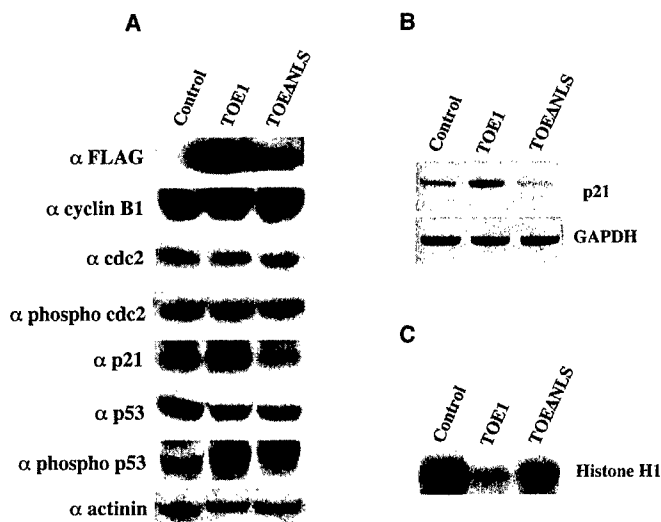 A
Control TOE1 TOEΔNLS
α FLAG
α cyclin B1
α cdc2
α phospho cdc2
α p21
α p53
α phospho p53
α actinin
B
Control TOE1 TOEΔNLS
p21
GAPDH
C
Control TOE1 TOEΔNLS
Histone H1